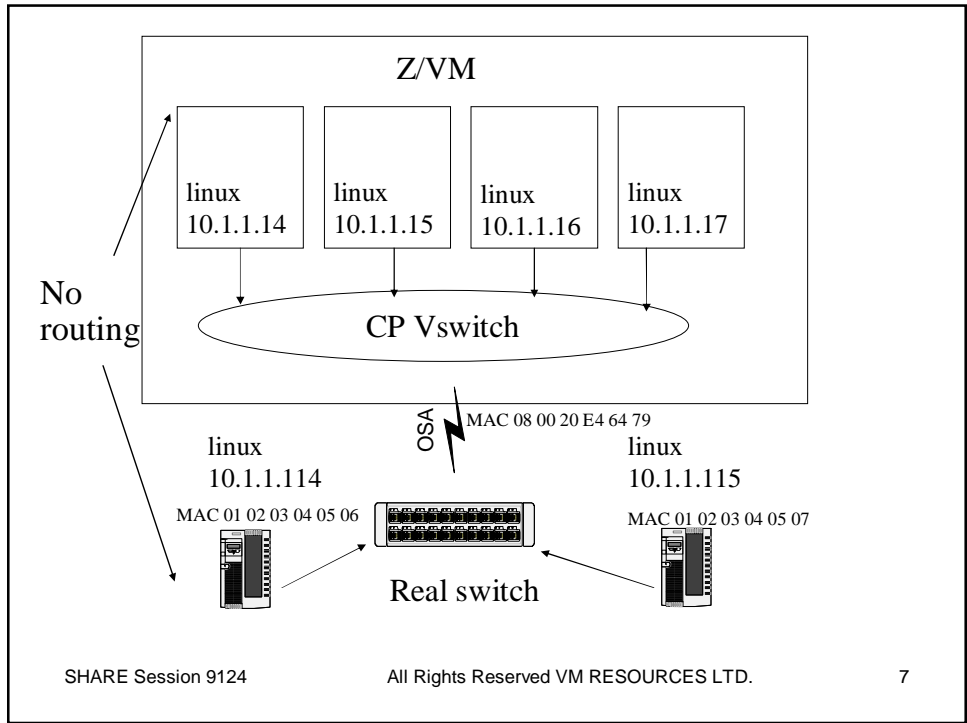 Z/VM
linux
10.1.1.14
linux
10.1.1.15
linux
10.1.1.16
linux
10.1.1.17
No
routing
CP Vswitch
OSA
MAC 08 00 20 E4 64 79
linux
10.1.1.114
MAC 01 02 03 04 05 06
linux
10.1.1.115
MAC 01 02 03 04 05 07
Real switch
SHARE Session 9124
All Rights Reserved VM RESOURCES LTD.
7